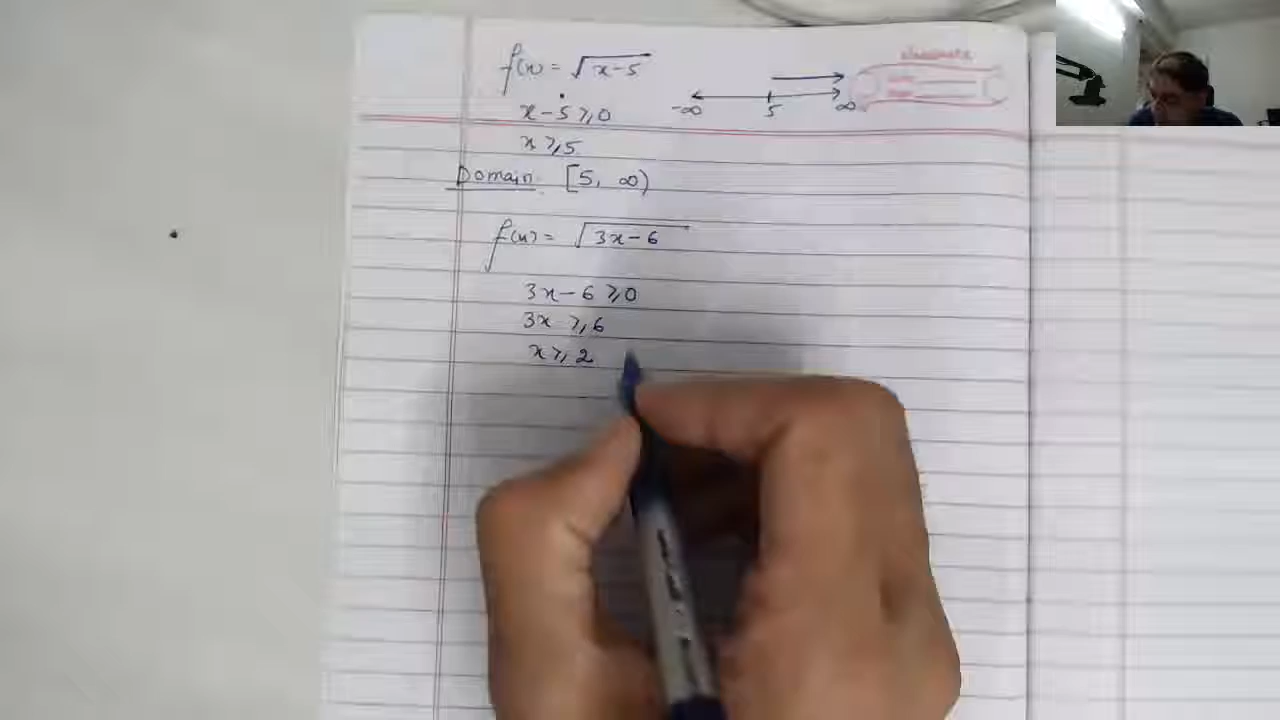 f(x) = √x-5
-∞ 5 ∞
x - 5 ⩾ 0
x ⩾ 5
Domain [5, ∞)
f(x) = √3x-6
3x - 6 ⩾ 0
3x ⩾ 6
x ⩾ 2